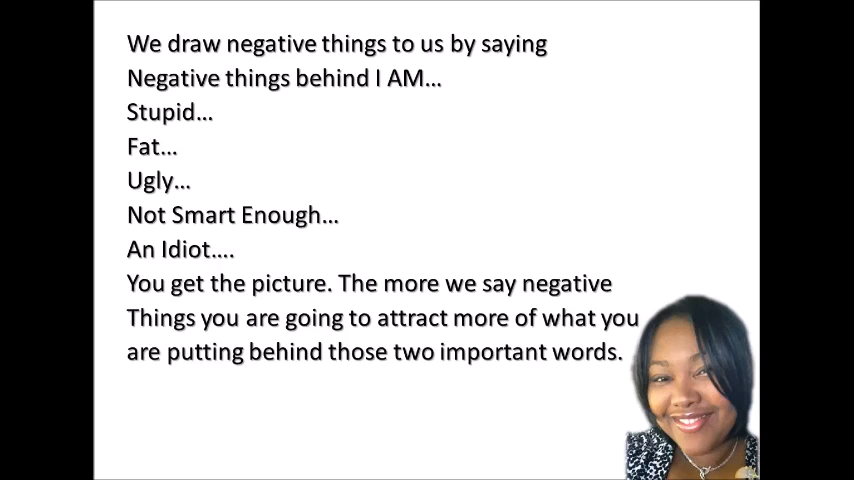 We draw negative things to us by saying
Negative things behind I AM…
Stupid…
Fat…
Ugly…
Not Smart Enough…
An Idiot….
You get the picture. The more we say negative
Things you are going to attract more of what you
are putting behind those two important words.